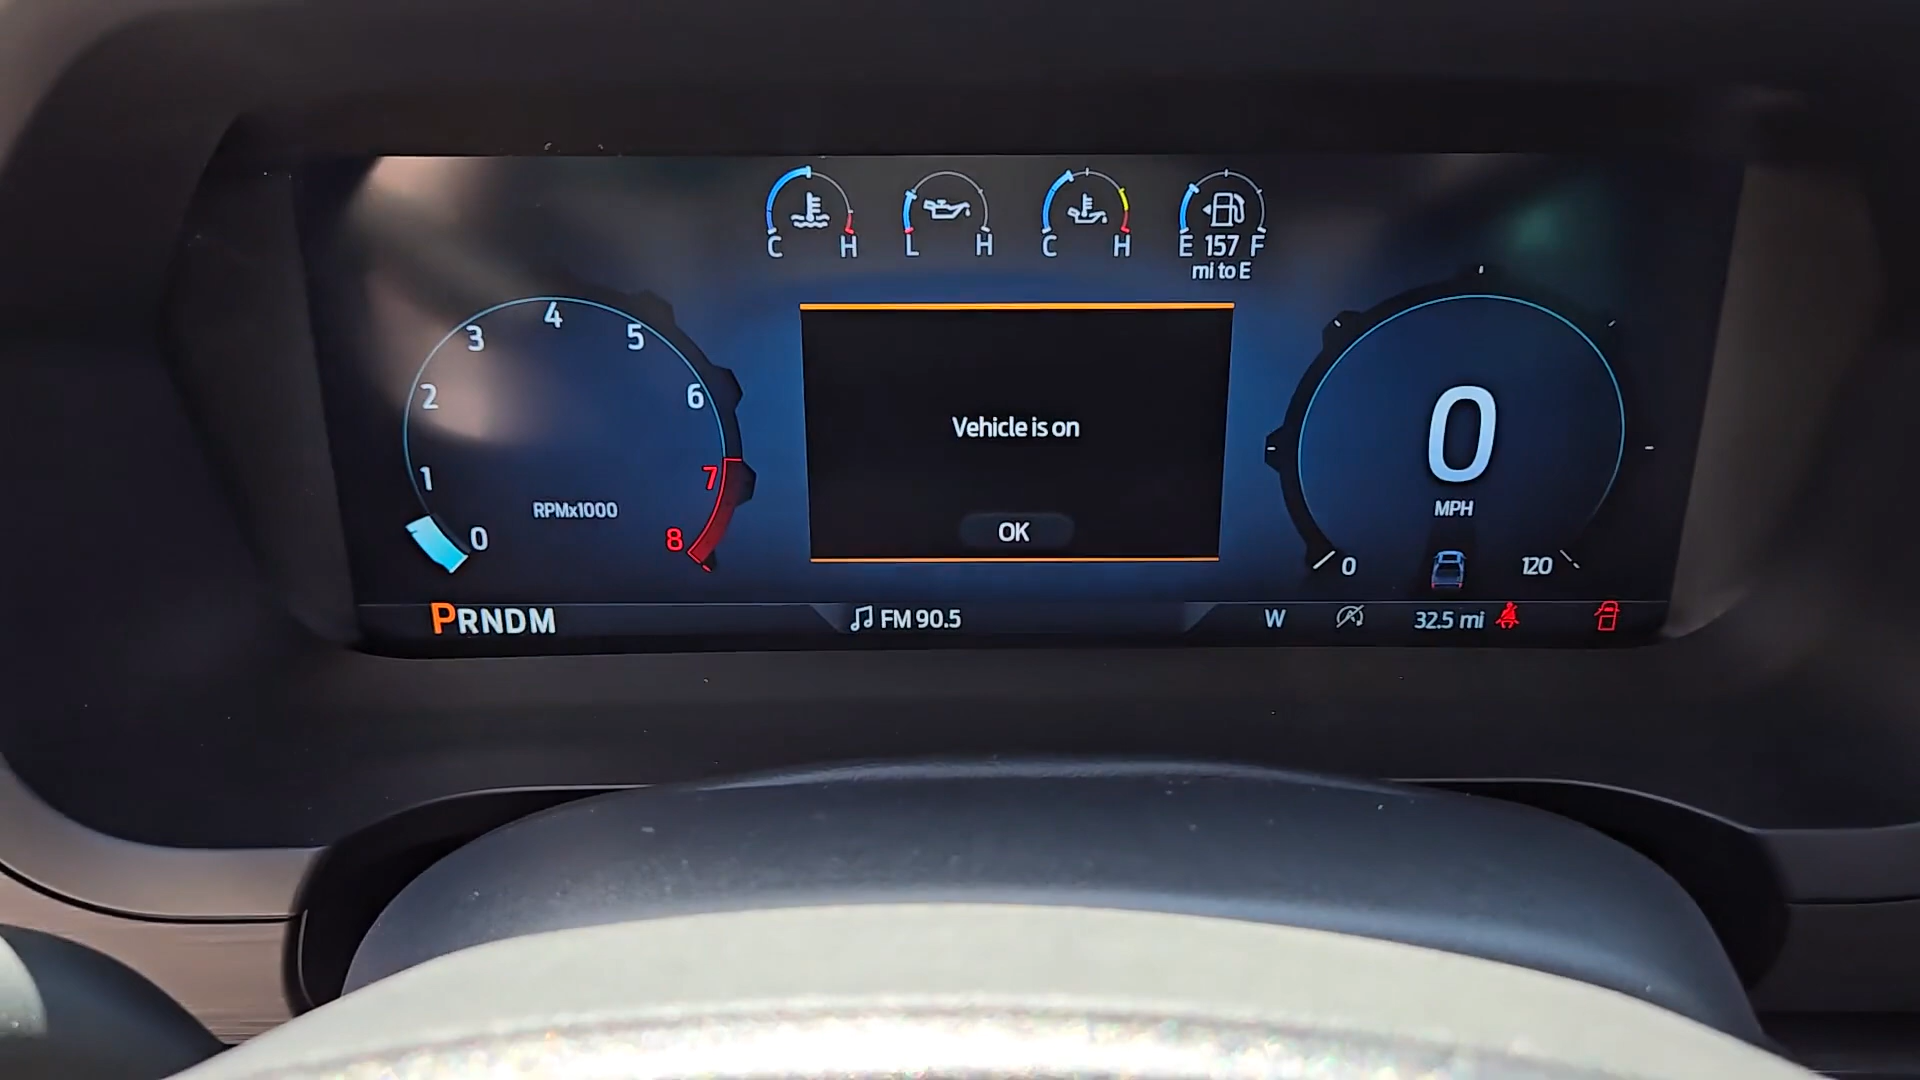 C H L H C H E 157 F
mi to E
4
3 5
2 6
Vehicle is on
0
1 7
RPMx1000
MPH
0 8
OK
0 120
PRNDM
FM 90.5
W
32.5 mi